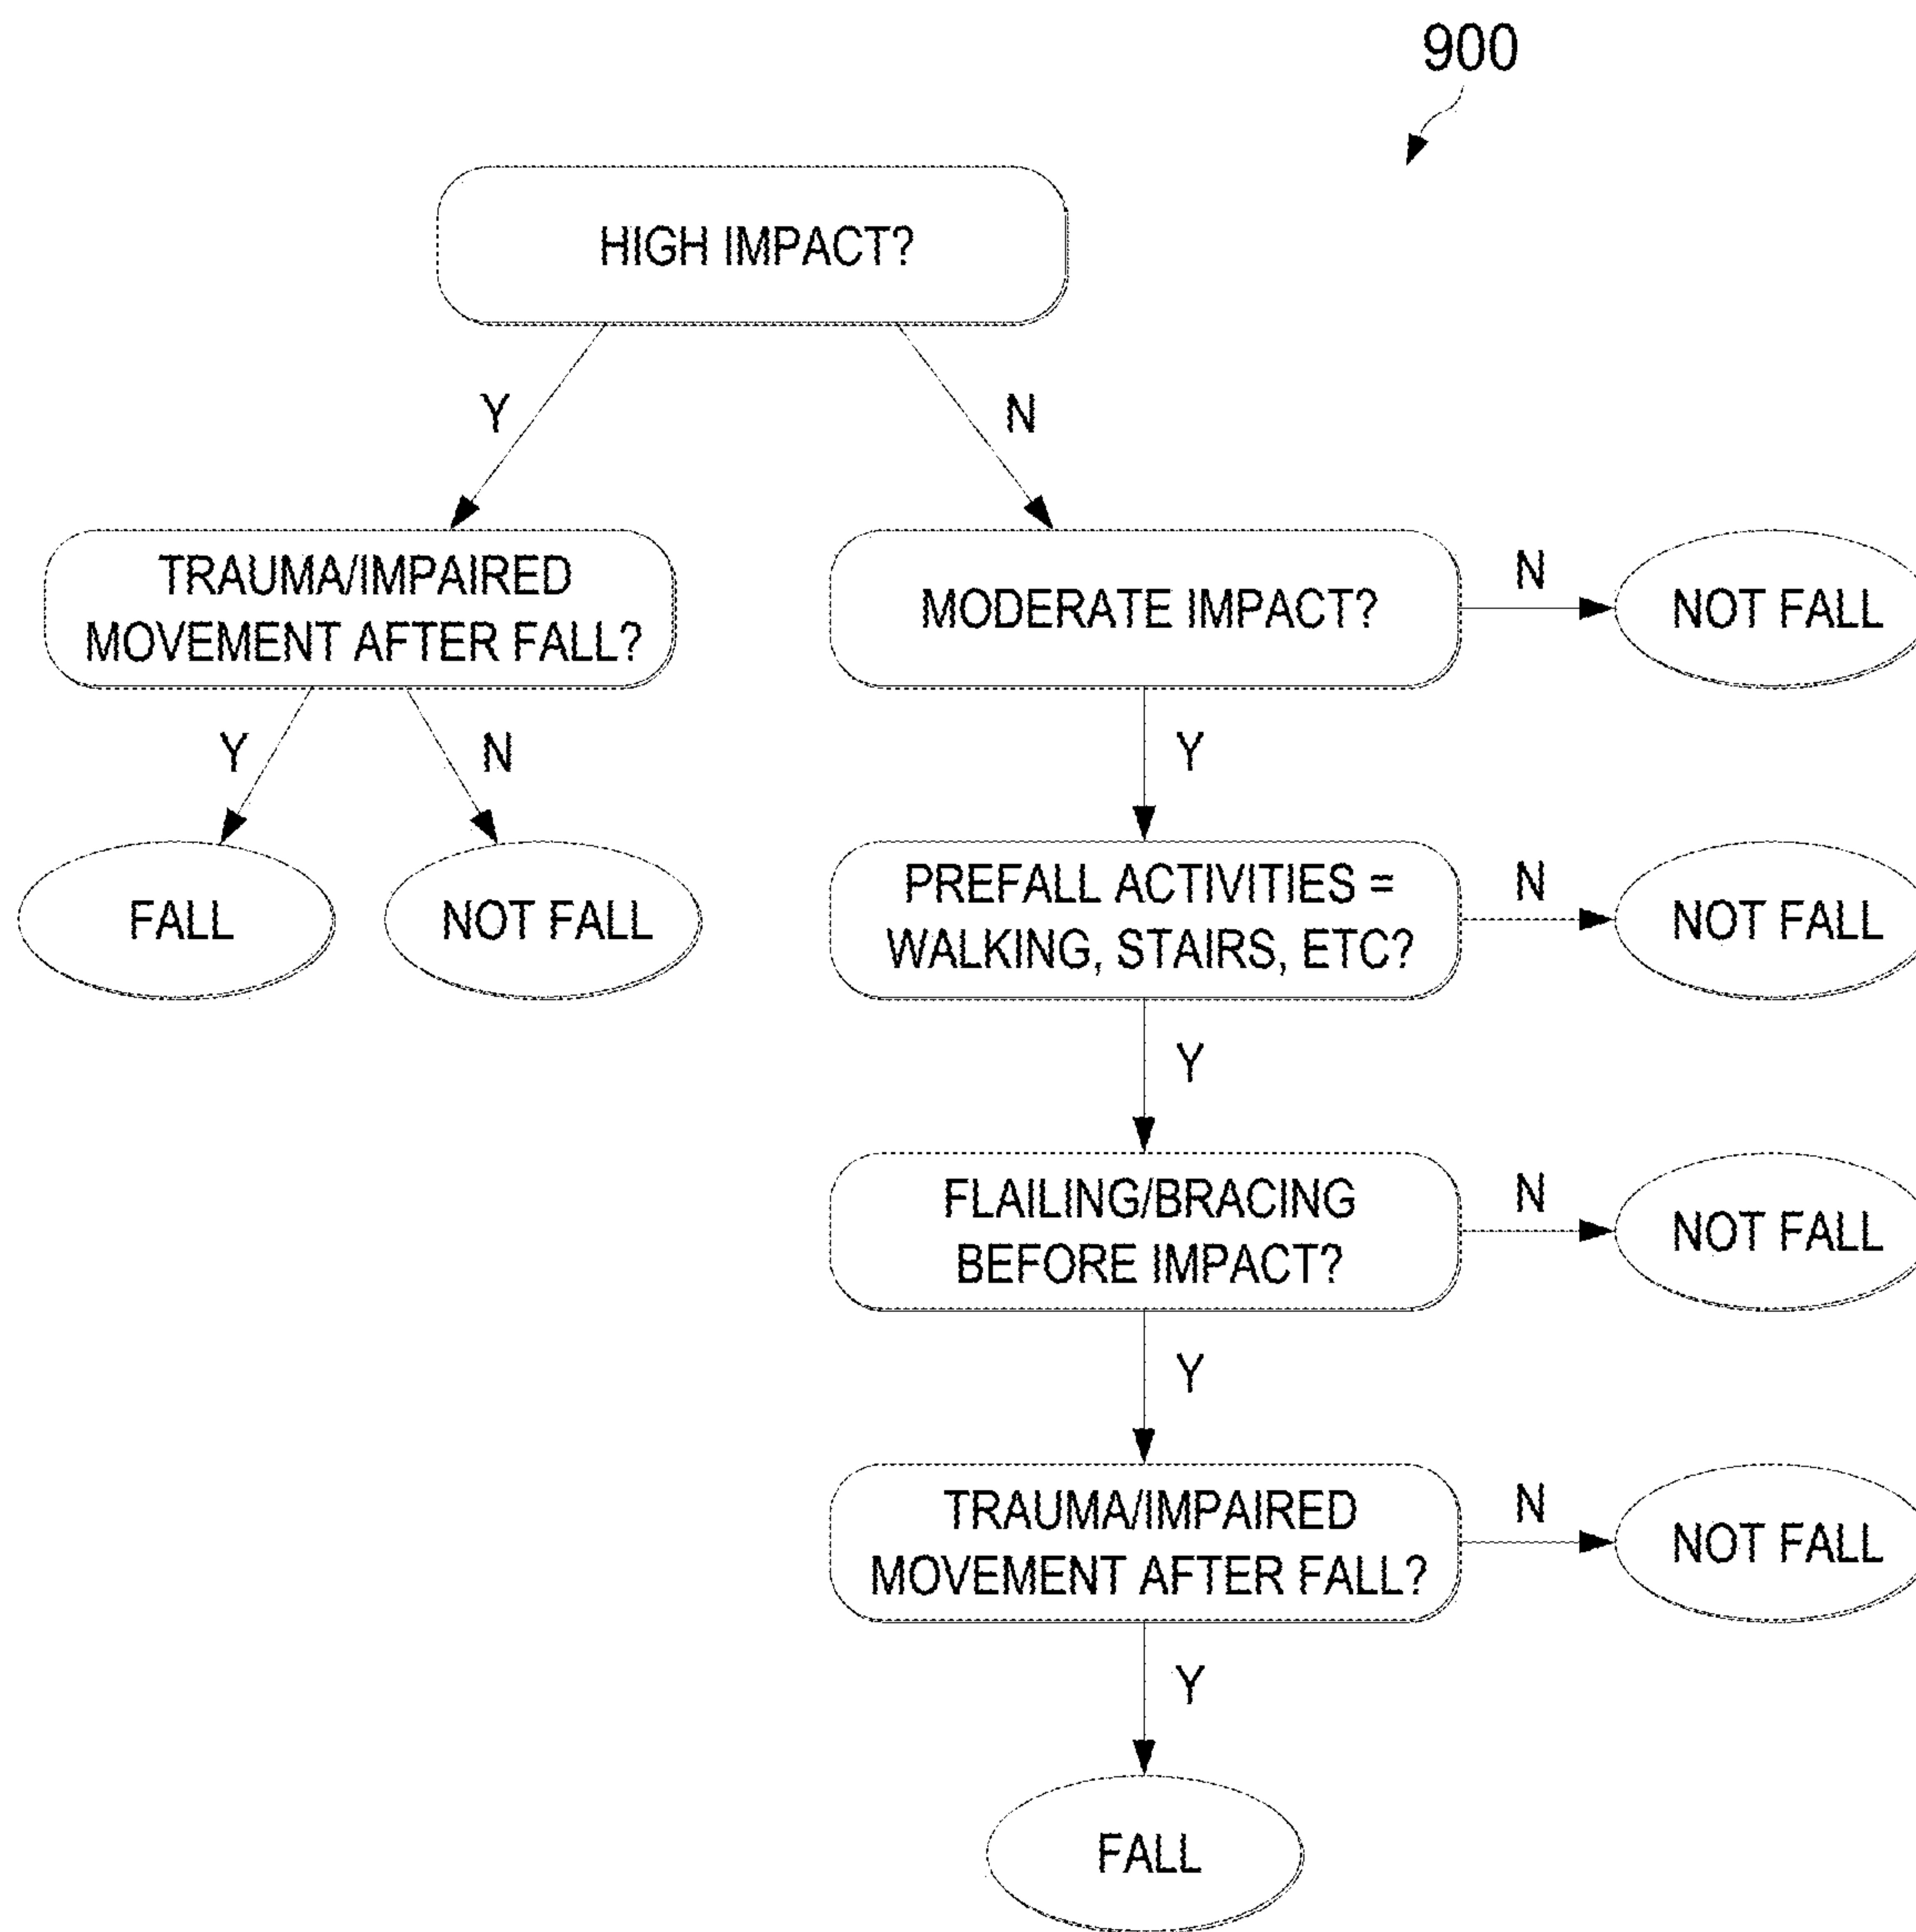 900
HIGH IMPACT?
Y
N
TRAUMA/IMPAIRED
MOVEMENT AFTER FALL?
MODERATE IMPACT?
N
NOT FALL
Y
N
Y
FALL
NOT FALL
PREFALL ACTIVITIES =
WALKING, STAIRS, ETC?
N
NOT FALL
Y
FLAILING/BRACING
BEFORE IMPACT?
N
NOT FALL
Y
TRAUMA/IMPAIRED
MOVEMENT AFTER FALL?
N
NOT FALL
Y
FALL